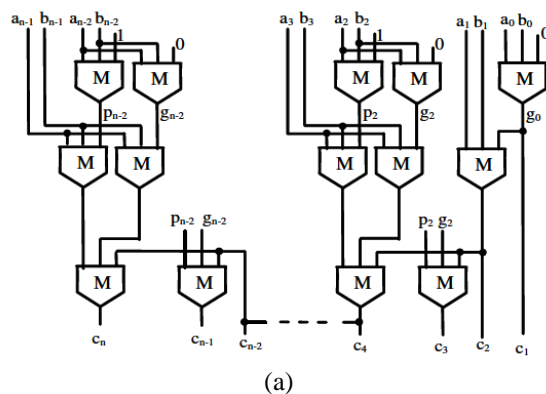 aₙ₋₁ bₙ₋₁ aₙ₋₂ bₙ₋₂ a₃ b₃ a₂ b₂ a₁ b₁ a₀ b₀
1 0 1 0 0
M M M M M
pₙ₋₂ gₙ₋₂ p₂ g₂ g₀
M M M M M
pₙ₋₂ gₙ₋₂ p₂ g₂
M M M M
cₙ cₙ₋₁ cₙ₋₂ c₄ c₃ c₂ c₁
(a)